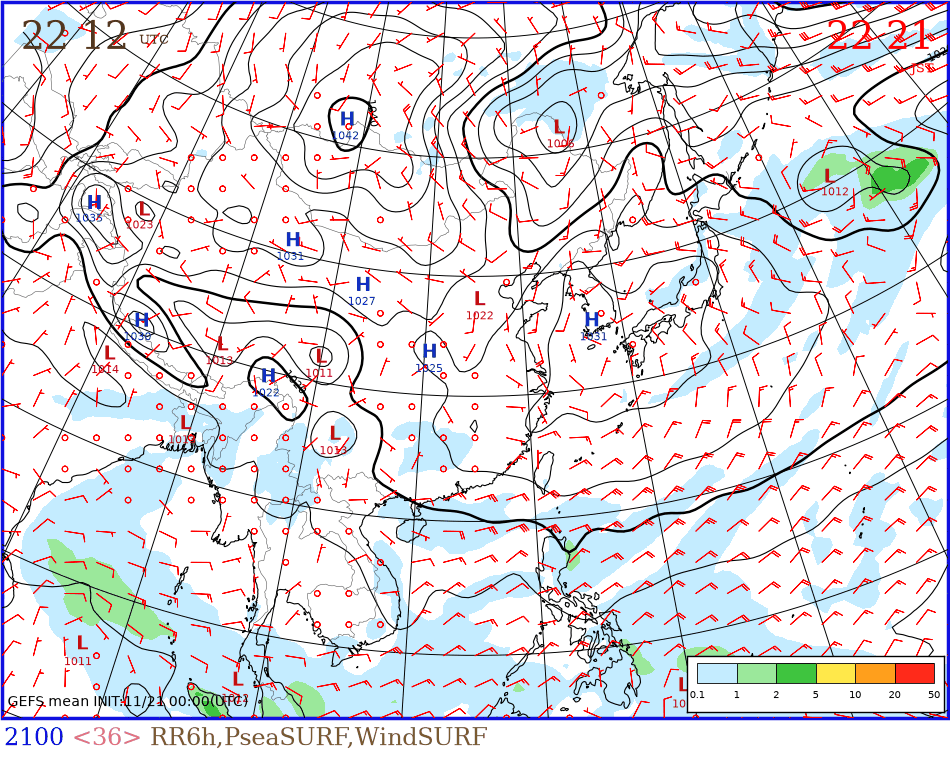 22 12 UTC
22 21
JST
H
1042
1040
L
1006
L
1012
H
1035
L
1023
H
1031
H
1027
L
1022
H
1031
H
1030
L
1013
L
1014
L
1011
H
1025
H
1022
L
L
1013
L
1011
L
1012
L
GEFS mean INIT:11/21 00:00(UTC)
0.1 1 2 5 10 20 50
2100 <36> RR6h,PseaSURF,WindSURF